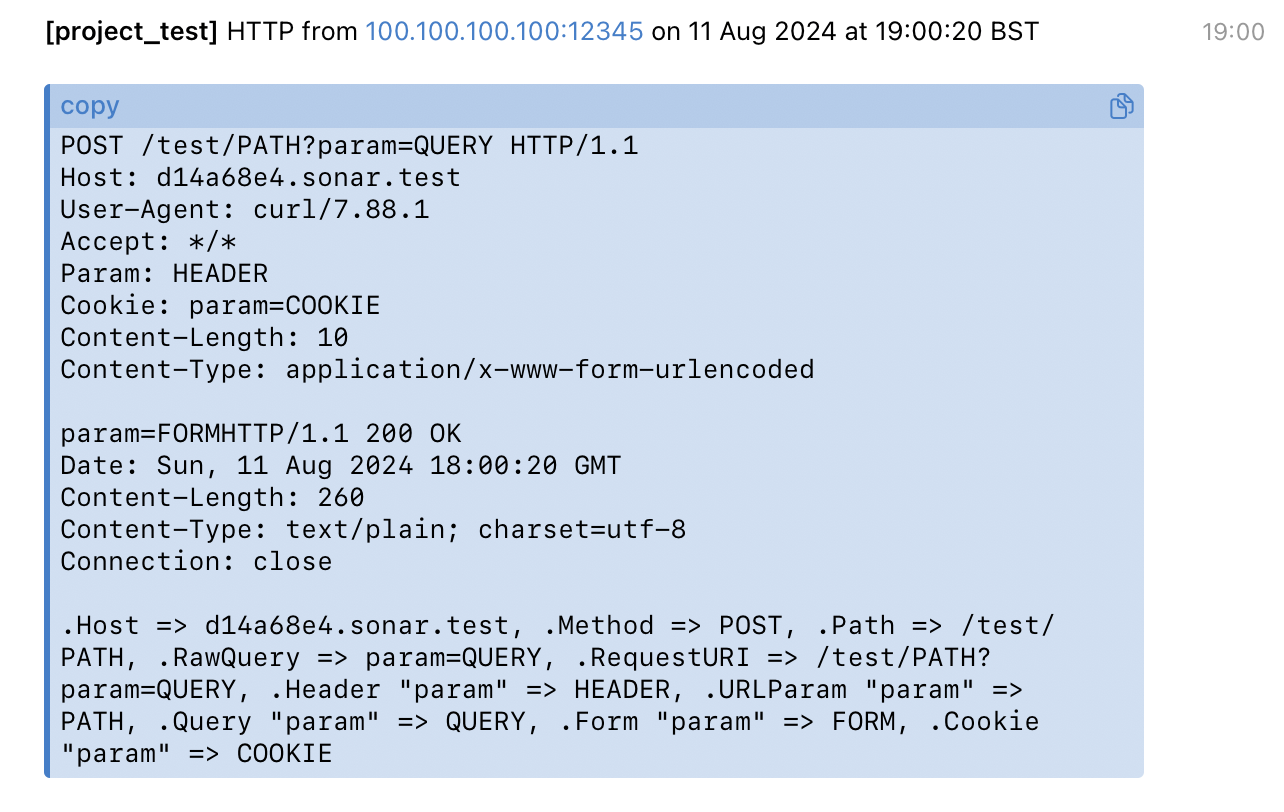 [project_test] HTTP from 100.100.100.100:12345 on 11 Aug 2024 at 19:00:20 BST 19:00
copy
POST /test/PATH?param=QUERY HTTP/1.1
Host: d14a68e4.sonar.test
User-Agent: curl/7.88.1
Accept: */*
Param: HEADER
Cookie: param=COOKIE
Content-Length: 10
Content-Type: application/x-www-form-urlencoded

param=FORMHTTP/1.1 200 OK
Date: Sun, 11 Aug 2024 18:00:20 GMT
Content-Length: 260
Content-Type: text/plain; charset=utf-8
Connection: close

.Host => d14a68e4.sonar.test, .Method => POST, .Path => /test/
PATH, .RawQuery => param=QUERY, .RequestURI => /test/PATH?
param=QUERY, .Header "param" => HEADER, .URLParam "param" =>
PATH, .Query "param" => QUERY, .Form "param" => FORM, .Cookie
"param" => COOKIE